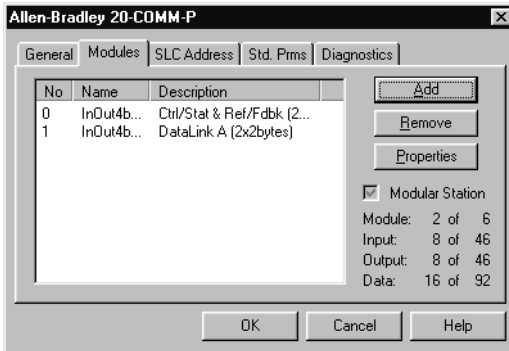 Allen-Bradley 20-COMM-P
General Modules SLC Address Std. Prms Diagnostics
No Name Description
0 InOut4b... Ctrl/Stat & Ref/Fdbk (2...
1 InOut4b... DataLink A (2x2bytes)
Add
Remove
Properties
Modular Station
Module: 2 of 6
Input: 8 of 46
Output: 8 of 46
Data: 16 of 92
OK Cancel Help